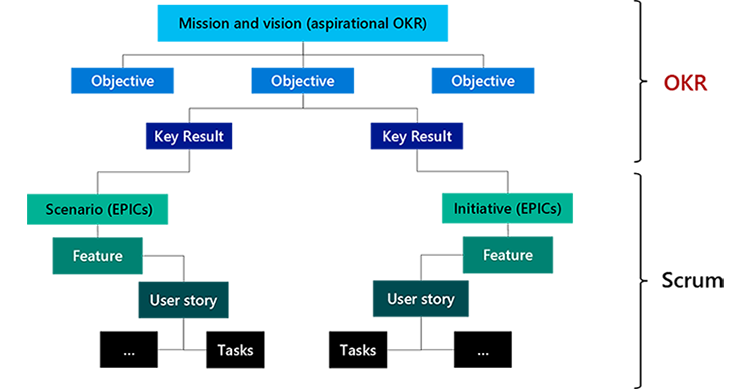 Mission and vision (aspirational OKR)
Objective
Objective
Objective
OKR
Key Result
Key Result
Scenario (EPICs)
Initiative (EPICs)
Feature
Feature
Scrum
User story
User story
...
Tasks
Tasks
...